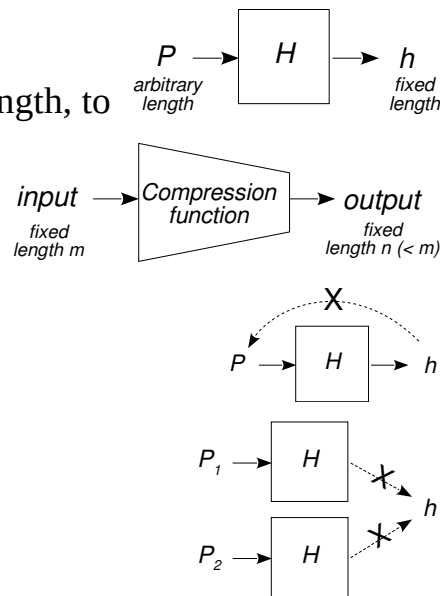 P H h
arbitrary length fixed length
ngth, to
input Compression function output
fixed length m fixed length n (< m)
X
P H h
P1 H X
h
P2 H X